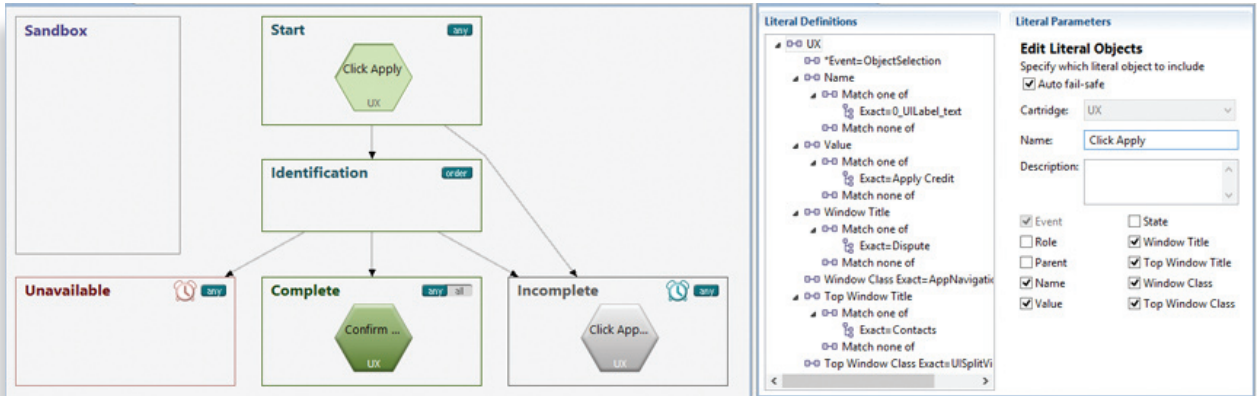 Sandbox
Start
any
Click Apply
UX
Identification
order
Unavailable
any
Complete
any all
Confirm ...
UX
Incomplete
any
Click App...
UX
Literal Definitions
UX
*Event=ObjectSelection
Name
Match one of
Exact=0_UILabel_text
Match none of
Value
Match one of
Exact=Apply Credit
Match none of
Window Title
Match one of
Exact=Dispute
Match none of
Window Class Exact=AppNavigatio
Top Window Title
Match one of
Exact=Contacts
Match none of
Top Window Class Exact=UISplitVi
Literal Parameters
Edit Literal Objects
Specify which literal object to include
Auto fail-safe
Cartridge: UX
Name: Click Apply
Description:
Event State
Role Window Title
Parent Top Window Title
Name Window Class
Value Top Window Class